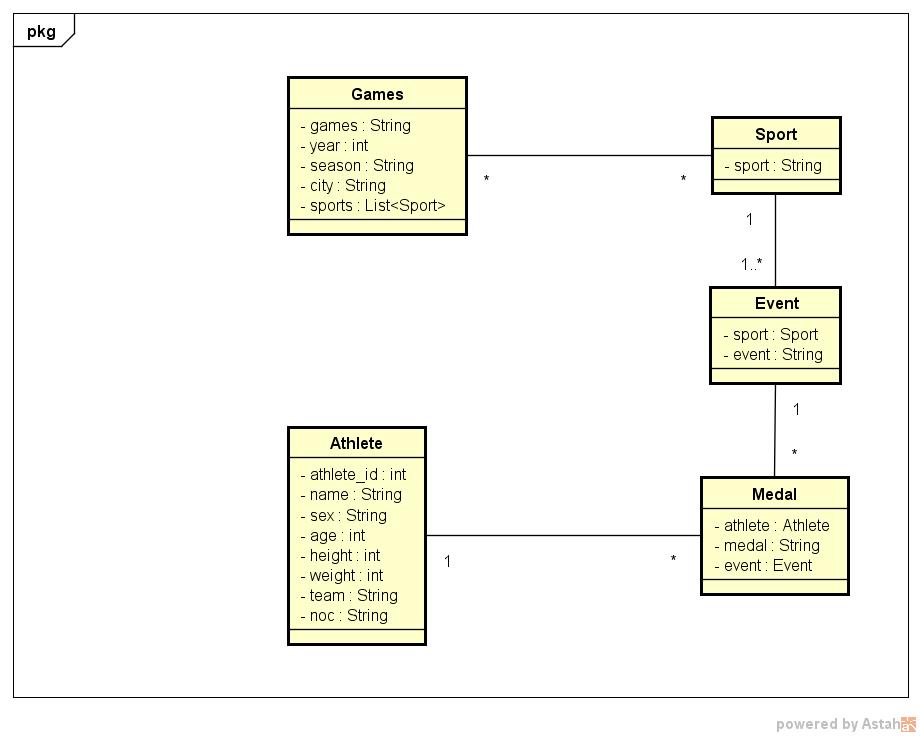 pkg
Games
- games : String
- year : int
- season : String
- city : String
- sports : List<Sport>
*
*
Sport
- sport : String
1
1..*
Event
- sport : Sport
- event : String
1
*
Athlete
- athlete_id : int
- name : String
- sex : String
- age : int
- height : int
- weight : int
- team : String
- noc : String
1
*
Medal
- athlete : Athlete
- medal : String
- event : Event
powered by Astah